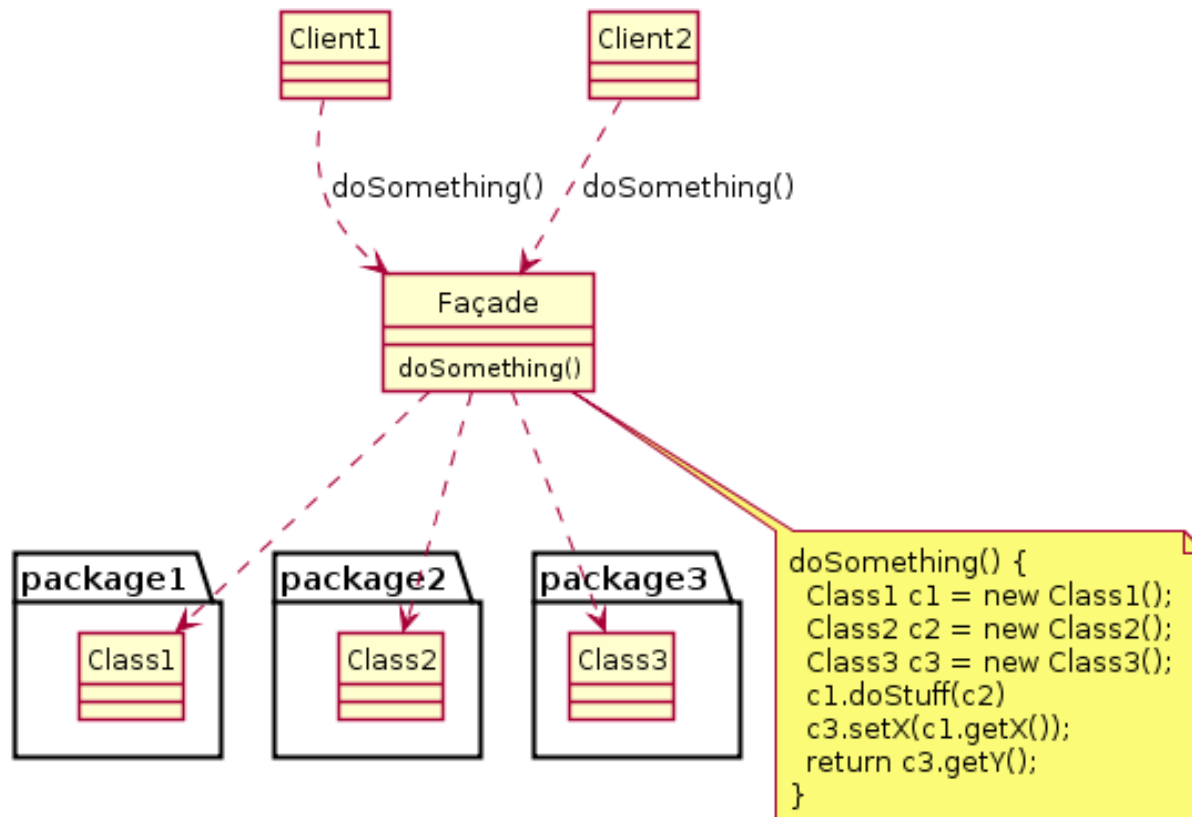 Client1
Client2
doSomething()
doSomething()
Façade
doSomething()
package1
package2
package3
Class1
Class2
Class3
doSomething() {
Class1 c1 = new Class1();
Class2 c2 = new Class2();
Class3 c3 = new Class3();
c1.doStuff(c2)
c3.setX(c1.getX());
return c3.getY();
}